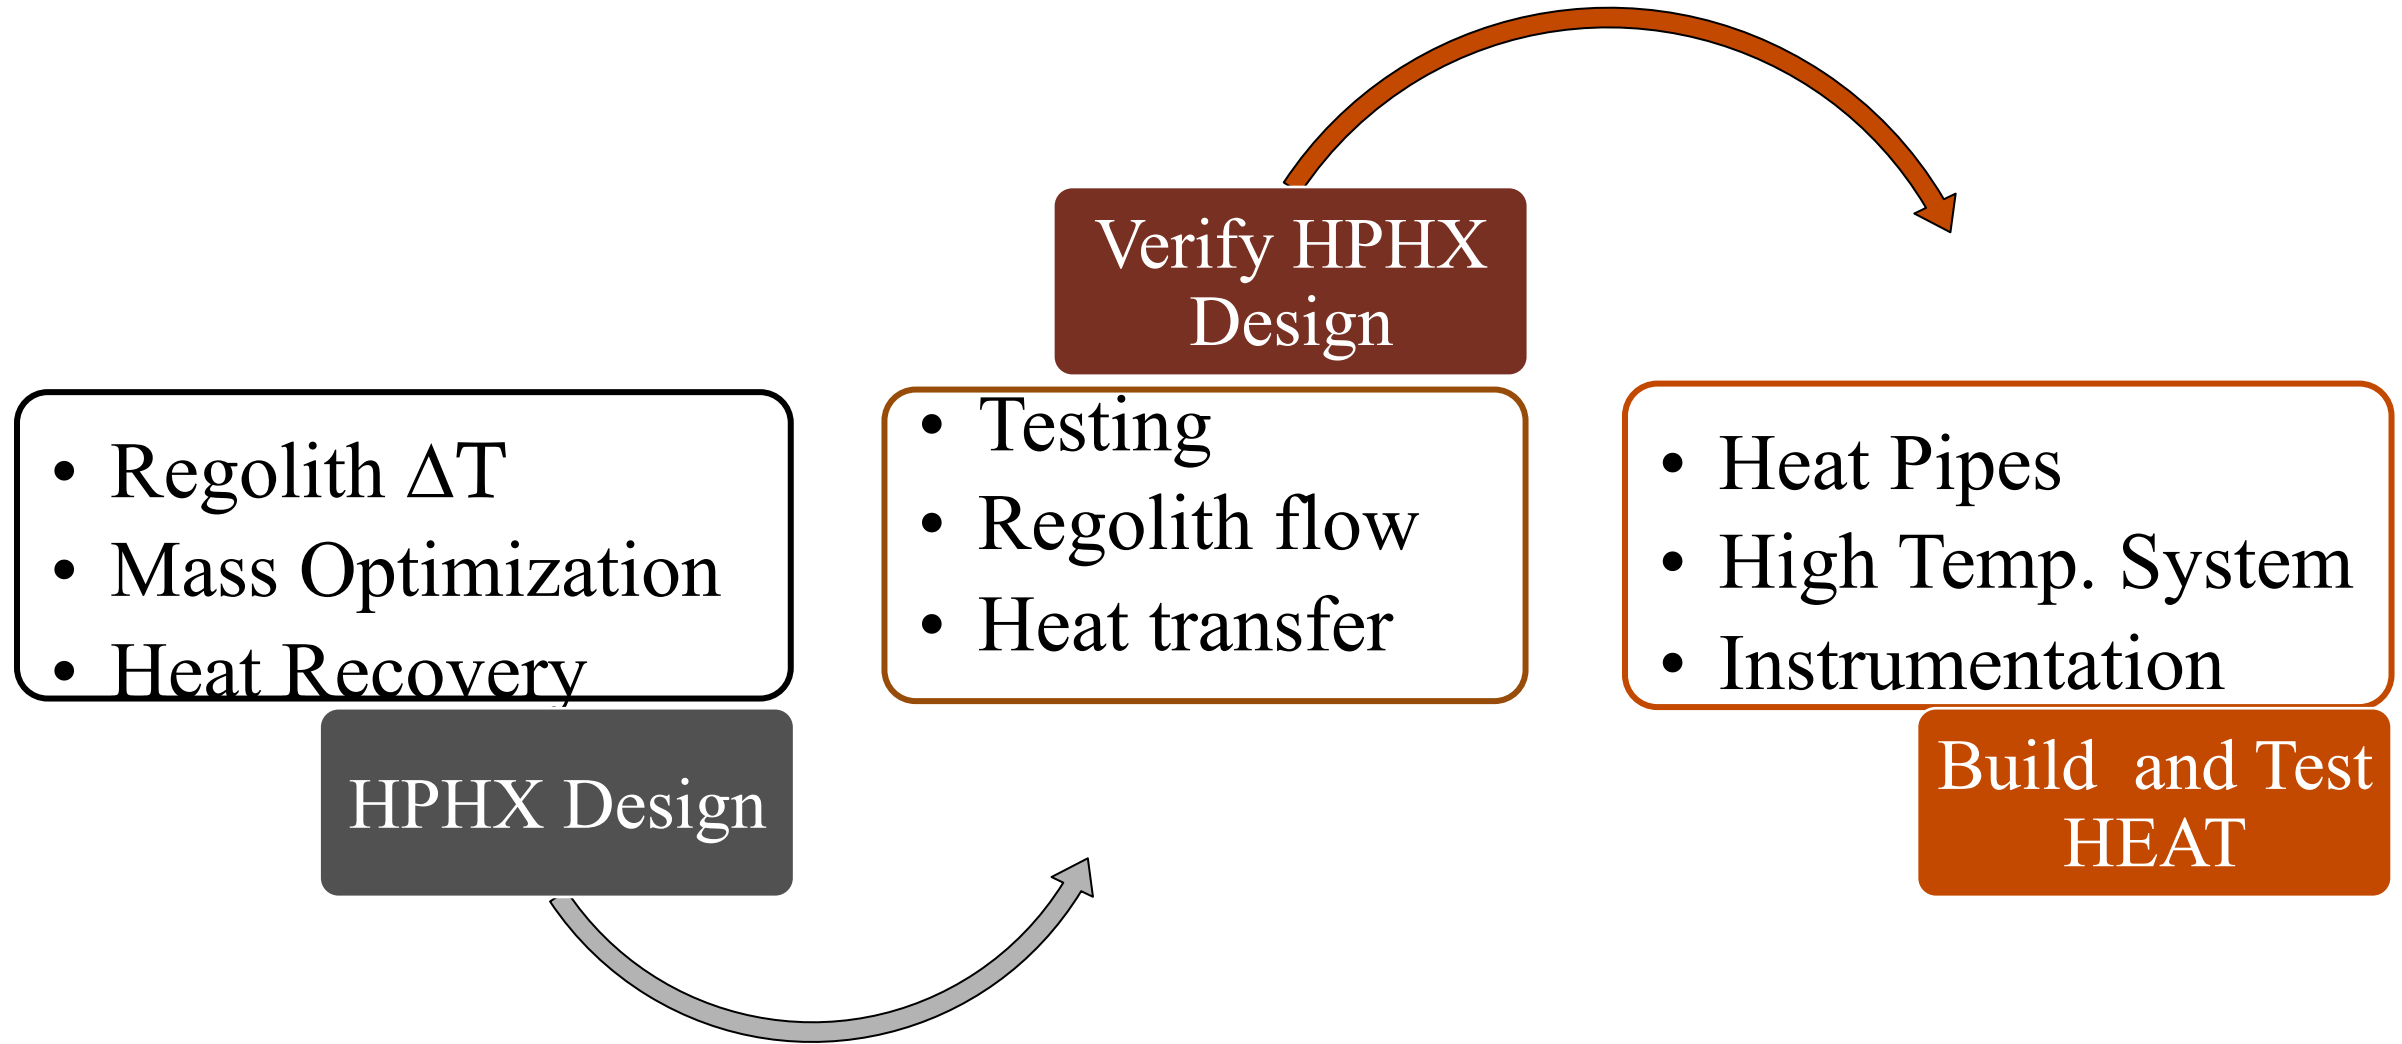 • Regolith ΔT
• Mass Optimization
• Heat Recovery
HPHX Design
Verify HPHX
Design
• Testing
• Regolith flow
• Heat transfer
• Heat Pipes
• High Temp. System
• Instrumentation
Build  and Test
HEAT